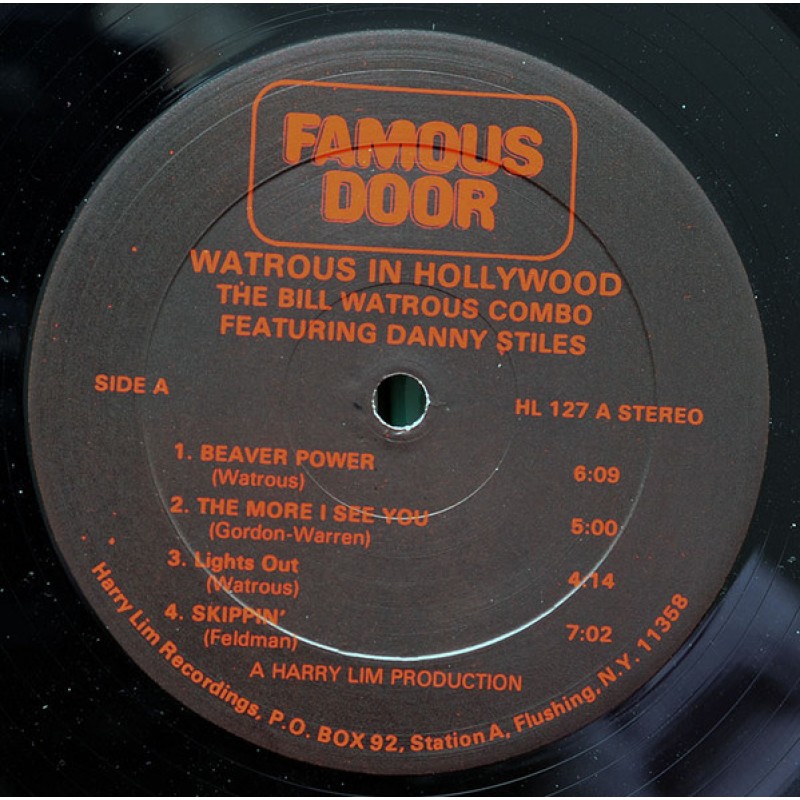 FAMOUS
DOOR
WATROUS IN HOLLYWOOD
THE BILL WATROUS COMBO
FEATURING DANNY STILES
SIDE A
HL 127 A STEREO
1. BEAVER POWER 6:09
(Watrous)
2. THE MORE I SEE YOU 5:00
(Gordon-Warren)
3. Lights Out 4:14
(Watrous)
4. SKIPPIN' 7:02
(Feldman)
A HARRY LIM PRODUCTION
Harry Lim Recordings, P.O. BOX 92, Station A, Flushing, N.Y. 11358